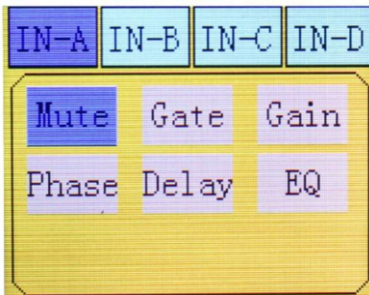 IN-A IN-B IN-C IN-D
Mute Gate Gain
Phase Delay EQ